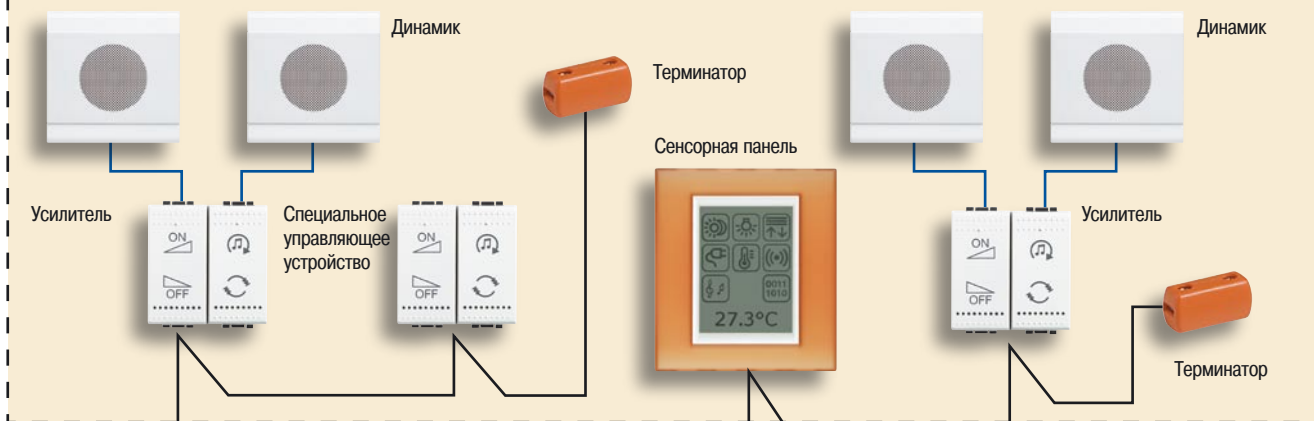 Динамик
Динамик
Терминатор
Сенсорная панель
Усилитель
Специальное
управляющее
устройство
Усилитель
ON
OFF
ON
OFF
0011
1010
27.3°C
ON
OFF
Терминатор